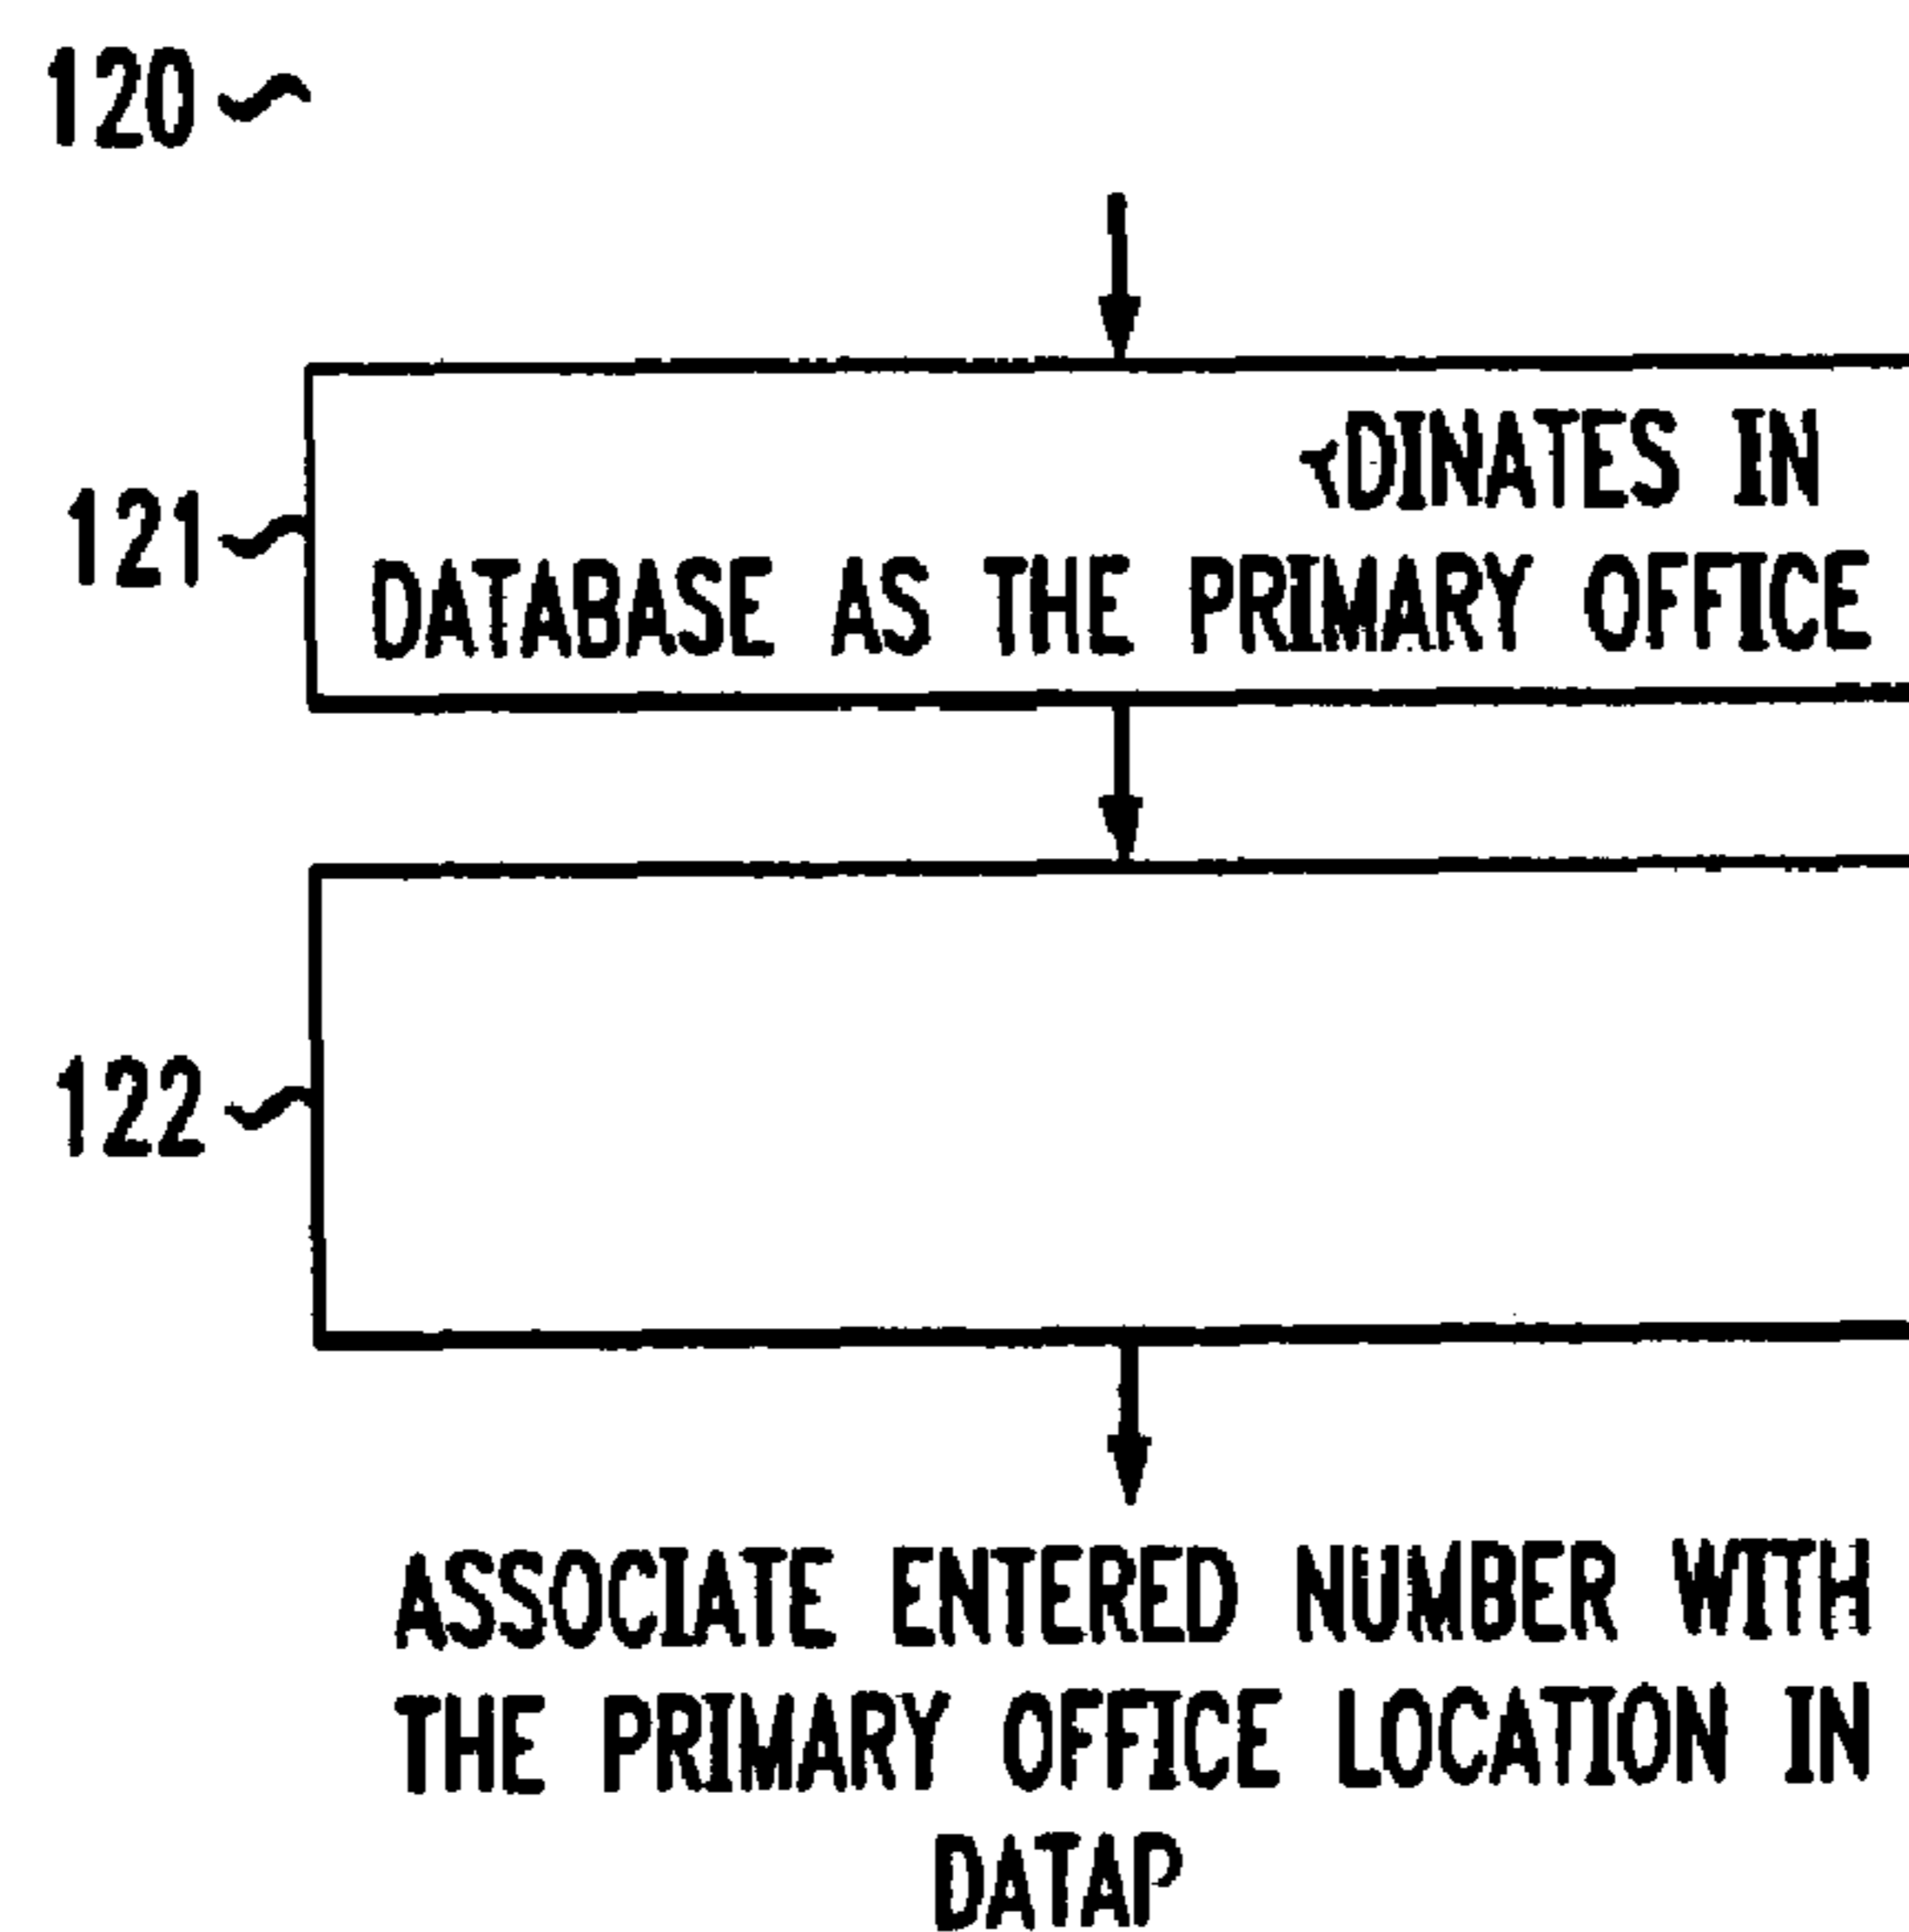 120
121
DINATES IN
DATABASE AS THE PRIMARY OFFICE
122
ASSOCIATE ENTERED NUMBER WITH
THE PRIMARY OFFICE LOCATION IN